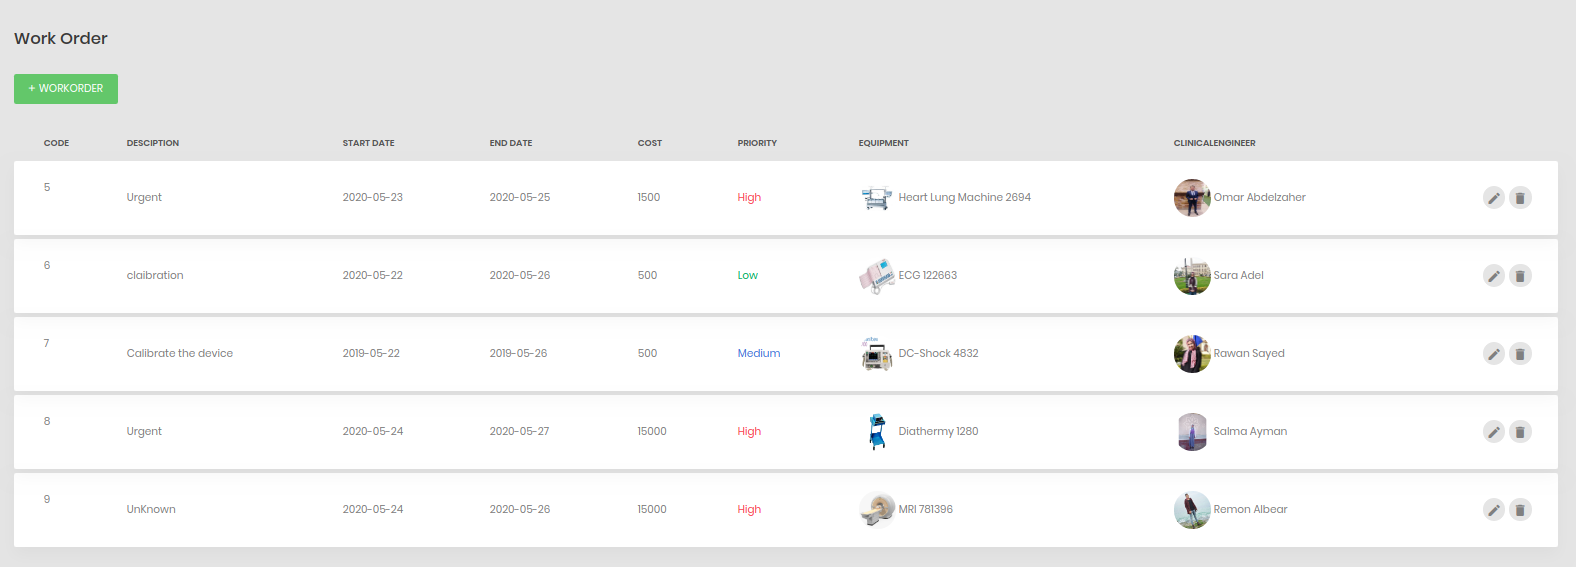 Work Order
+ WORKORDER
CODE DESCIPTION START DATE END DATE COST PRIORITY EQUIPMENT CLINICALENGINEER
5 Urgent 2020-05-23 2020-05-25 1500 High Heart Lung Machine 2694 Omar Abdelzaher
6 claibration 2020-05-22 2020-05-26 500 Low ECG 122663 Sara Adel
7 Calibrate the device 2019-05-22 2019-05-26 500 Medium DC-Shock 4832 Rawan Sayed
8 Urgent 2020-05-24 2020-05-27 15000 High Diathermy 1280 Salma Ayman
9 UnKnown 2020-05-24 2020-05-26 15000 High MRI 781396 Remon Albear